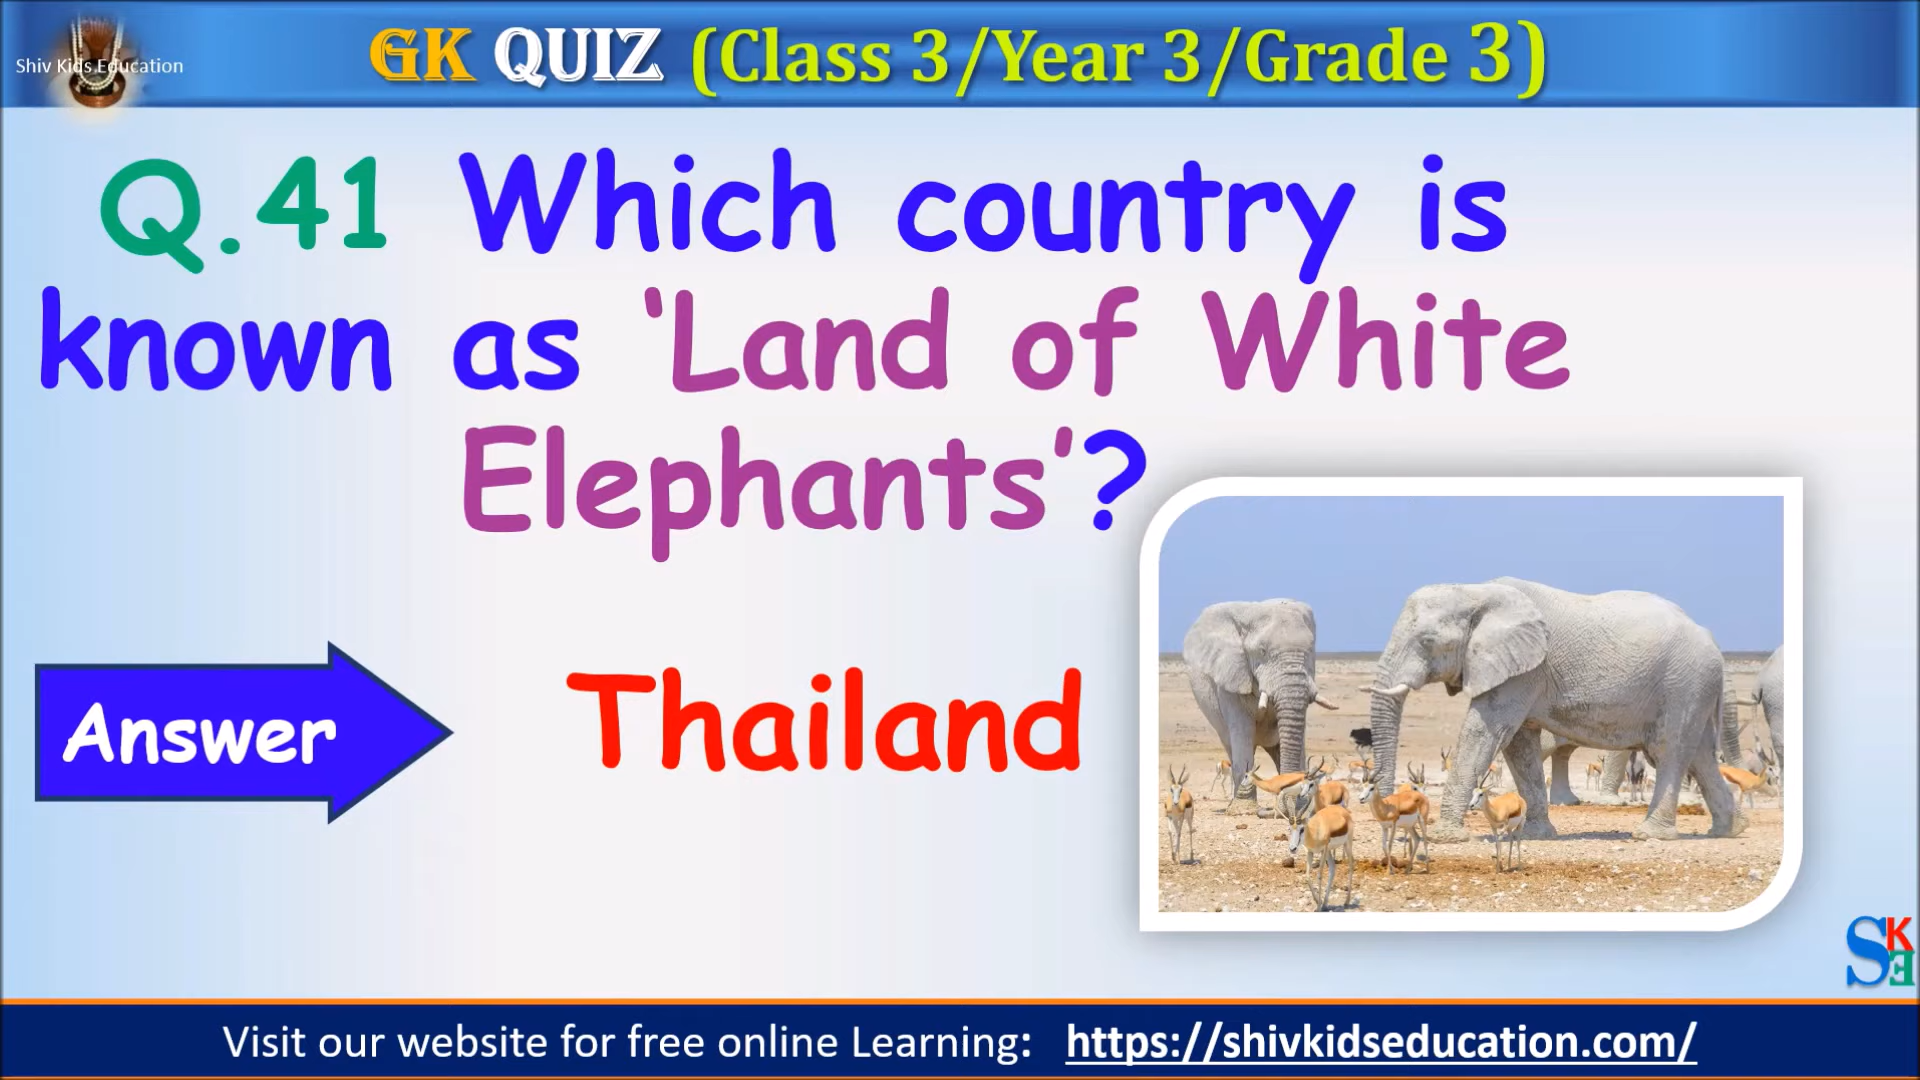 Shiv Kids Education
GK QUIZ (Class 3/Year 3/Grade 3)
Q.41 Which country is
known as ‘Land of White
Elephants’?
Answer
Thailand
SKE
Visit our website for free online Learning: https://shivkidseducation.com/